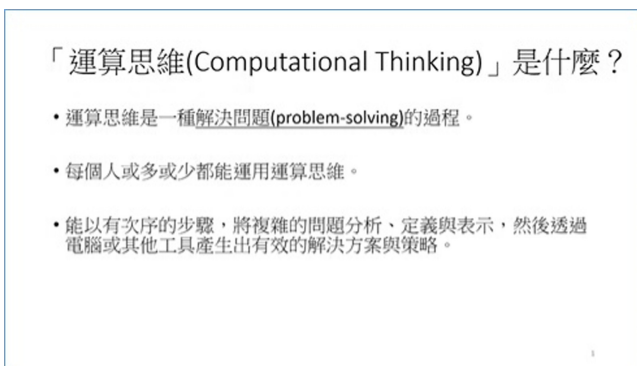 「運算思維(Computational Thinking)」是什麼？
• 運算思維是一種解決問題(problem-solving)的過程。
• 每個人或多或少都能運用運算思維。
• 能以有次序的步驟，將複雜的問題分析、定義與表示，然後透過
電腦或其他工具產生出有效的解決方案與策略。